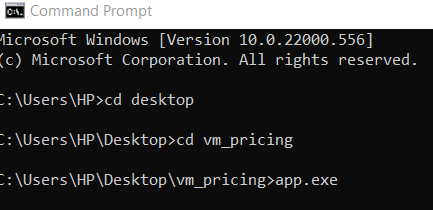 Command Prompt
Microsoft Windows [Version 10.0.22000.556]
(c) Microsoft Corporation. All rights reserved.
C:\Users\HP>cd desktop
C:\Users\HP\Desktop>cd vm_pricing
C:\Users\HP\Desktop\vm_pricing>app.exe